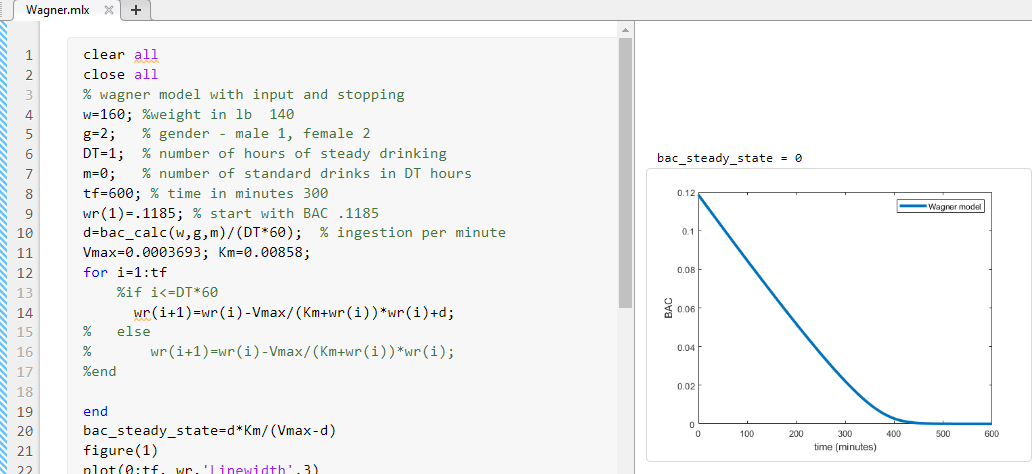 Wagner.mlx
1 clear all
2 close all
3 % wagner model with input and stopping
4 w=160; %weight in lb  140
5 g=2;   % gender - male 1, female 2
6 DT=1;  % number of hours of steady drinking
7 m=0;   % number of standard drinks in DT hours
8 tf=600; % time in minutes 300
9 wr(1)=.1185; % start with BAC .1185
10 d=bac_calc(w,g,m)/(DT*60);  % ingestion per minute
11 Vmax=0.0003693; Km=0.00858;
12 for i=1:tf
13     %if i<=DT*60
14       wr(i+1)=wr(i)-Vmax/(Km+wr(i))*wr(i)+d;
15 %   else
16 %       wr(i+1)=wr(i)-Vmax/(Km+wr(i))*wr(i);
17 %end
18
19 end
20 bac_steady_state=d*Km/(Vmax-d)
21 figure(1)
22 plot(0:tf, wr,'Linewidth',3)
bac_steady_state = 0
Wagner model
0.12
0.1
0.08
0.06
0.04
0.02
0
BAC
0 100 200 300 400 500 600
time (minutes)